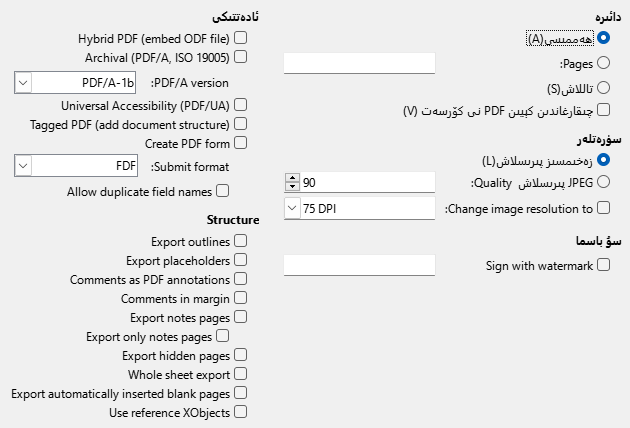 دائىرە
ھەممىسى(A)
Pages:
تاللاش(S)
چىقارغاندىن كېيىن PDF نى كۆرسەت (V)
سۈرەتلەر
زەخىمسىز پىرىسلاش(L)
JPEG پىرىسلاش Quality:
90
Change image resolution to:
75 DPI
سۇ باسما
Sign with watermark
ئادەتتىكى
Hybrid PDF (embed ODF file)
Archival (PDF/A, ISO 19005)
PDF/A version:
PDF/A-1b
Universal Accessibility (PDF/UA)
Tagged PDF (add document structure)
Create PDF form
Submit format:
FDF
Allow duplicate field names
Structure
Export outlines
Export placeholders
Comments as PDF annotations
Comments in margin
Export notes pages
Export only notes pages
Export hidden pages
Whole sheet export
Export automatically inserted blank pages
Use reference XObjects